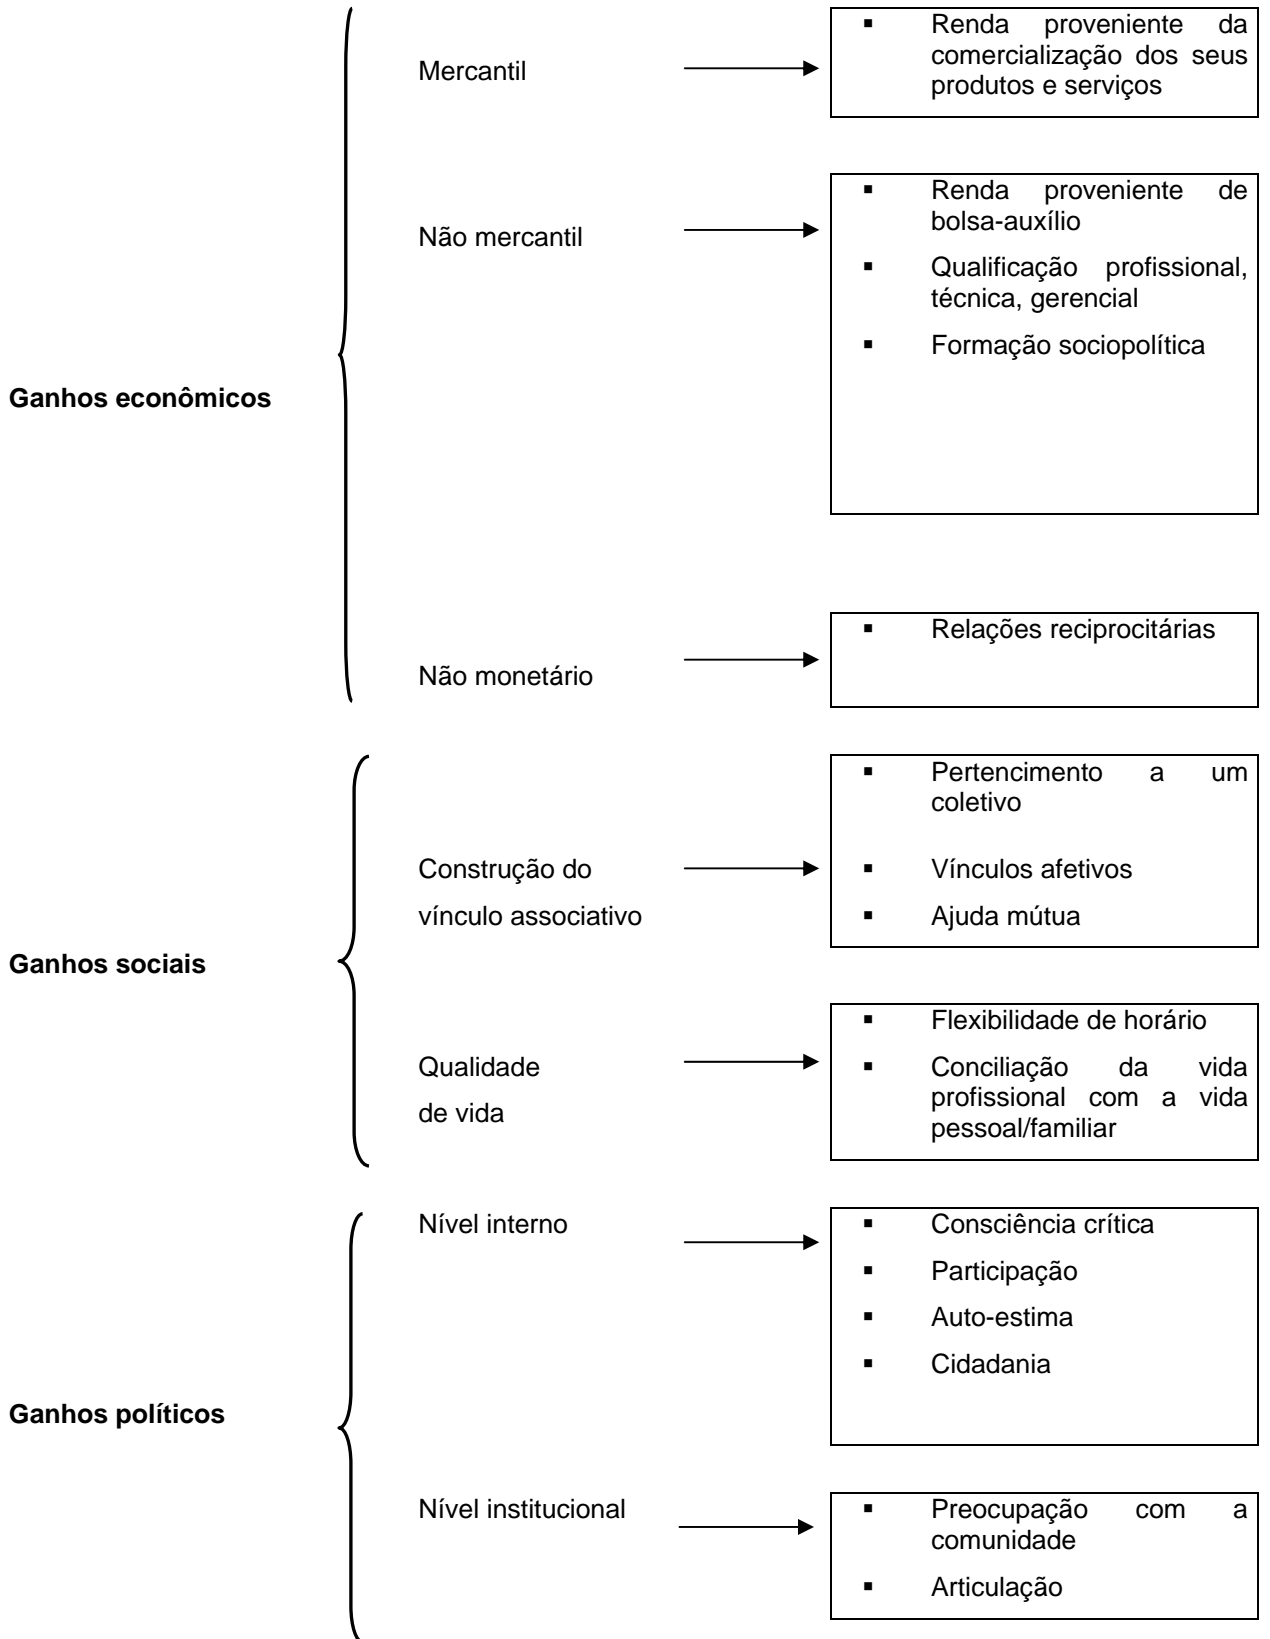 Ganhos econômicos
Mercantil
▪ Renda proveniente da
comercialização dos seus
produtos e serviços
Não mercantil
▪ Renda proveniente de
bolsa-auxílio
▪ Qualificação profissional,
técnica, gerencial
▪ Formação sociopolítica
Não monetário
▪ Relações reciprocitárias
Ganhos sociais
Construção do
vínculo associativo
▪ Pertencimento a um
coletivo
▪ Vínculos afetivos
▪ Ajuda mútua
Qualidade
de vida
▪ Flexibilidade de horário
▪ Conciliação da vida
profissional com a vida
pessoal/familiar
Ganhos políticos
Nível interno
▪ Consciência crítica
▪ Participação
▪ Auto-estima
▪ Cidadania
Nível institucional
▪ Preocupação com a
comunidade
▪ Articulação